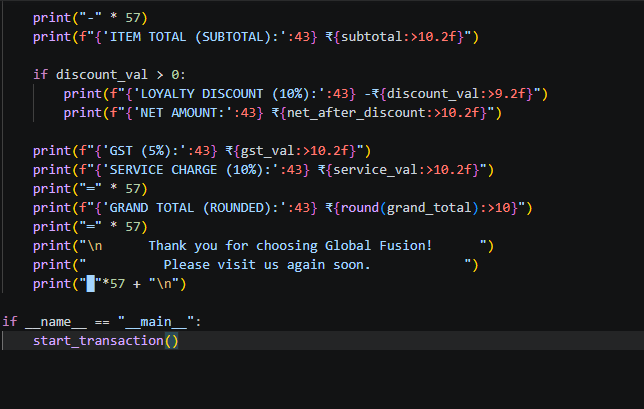 print("-" * 57)
print(f"{'ITEM TOTAL (SUBTOTAL):':43} ₹{subtotal:>10.2f}")
if discount_val > 0:
print(f"{'LOYALTY DISCOUNT (10%):':43} -₹{discount_val:>9.2f}")
print(f"{'NET AMOUNT:':43} ₹{net_after_discount:>10.2f}")
print(f"{'GST (5%):':43} ₹{gst_val:>10.2f}")
print(f"{'SERVICE CHARGE (10%):':43} ₹{service_val:>10.2f}")
print("=" * 57)
print(f"{'GRAND TOTAL (ROUNDED):':43} ₹{round(grand_total):>10}")
print("=" * 57)
print("\n      Thank you for choosing Global Fusion!      ")
print("          Please visit us again soon.            ")
print("█"*57 + "\n")
if __name__ == "__main__":
start_transaction()